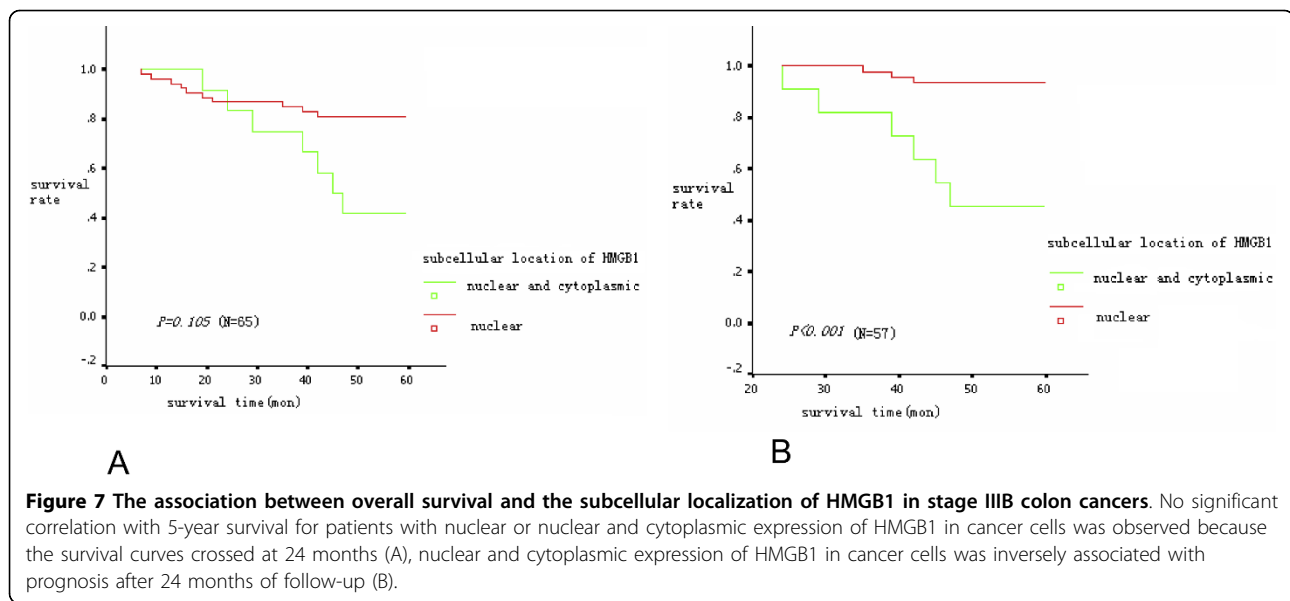 1.0
.8
.6
survival
rate
.4
.2
0.0
-.2
0 10 20 30 40 50 60
survival time(mon)
P=0.105 (N=65)
subcellular location of HMGB1
nuclear and cytoplasmic
nuclear
A
1.0
.8
.6
survival
rate
.4
.2
0.0
-.2
20 30 40 50 60
survival time(mon)
P<0.001 (N=57)
subcellular location of HMGB1
nuclear and cytoplasmic
nuclear
B
Figure 7 The association between overall survival and the subcellular localization of HMGB1 in stage IIIB colon cancers. No significant
correlation with 5-year survival for patients with nuclear or nuclear and cytoplasmic expression of HMGB1 in cancer cells was observed because
the survival curves crossed at 24 months (A), nuclear and cytoplasmic expression of HMGB1 in cancer cells was inversely associated with
prognosis after 24 months of follow-up (B).